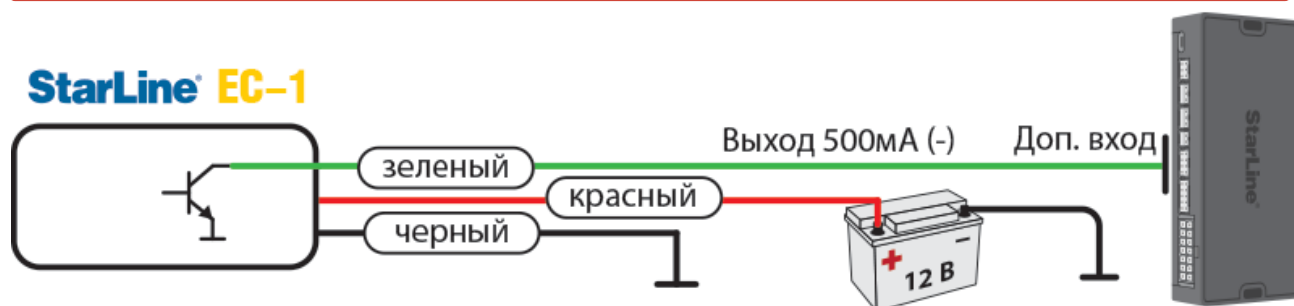 StarLine® EC–1
Выход 500мА (-)
Доп. вход
зеленый
красный
черный
12 В
StarLine